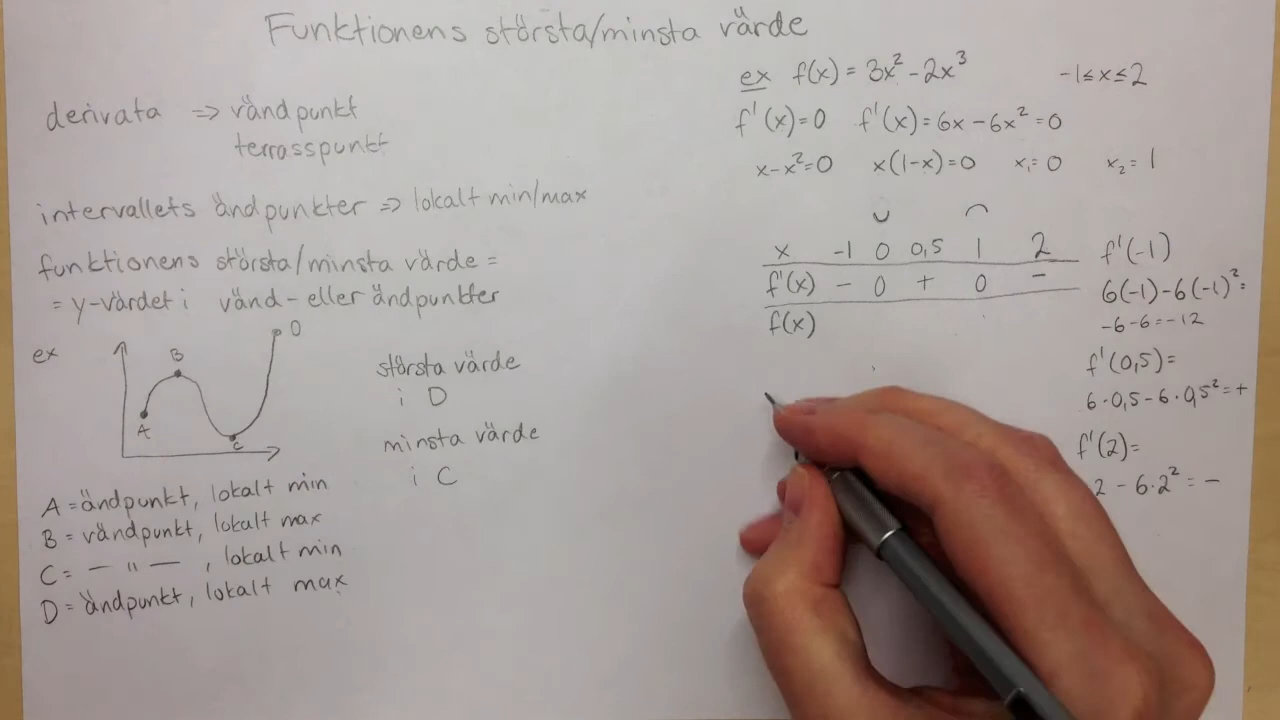 Funktionens största/minsta värde
derivata => vändpunkt
terrasspunkt
intervallets ändpunkter => lokalt min/max
funktionens största/minsta värde =
= y-värdet i vänd- eller ändpunkter
ex
A
B
C
D
största värde
i D
minsta värde
i C
A = ändpunkt, lokalt min
B = vändpunkt, lokalt max
C = — " — , lokalt min
D = ändpunkt, lokalt max
ex f(x) = 3x² - 2x³ -1≤x≤2
f'(x)=0 f'(x)=6x-6x²=0
x-x²=0 x(1-x)=0 x₁=0 x₂=1
x -1 0 0,5 1 2
f'(x) - 0 + 0 -
f(x)
f'(-1)
6(-1)-6(-1)²=
-6-6=-12
f'(0,5)=
6·0,5-6·0,5²=+
f'(2)=
2-6·2²=-